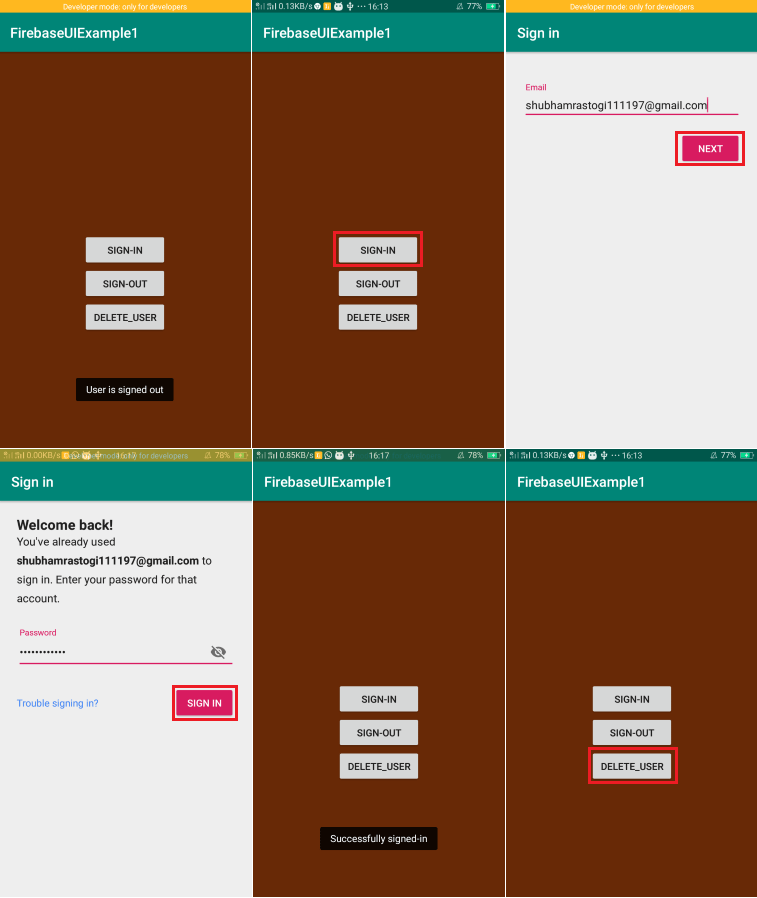 Developer mode: only for developers
FirebaseUIExample1
SIGN-IN
SIGN-OUT
DELETE_USER
User is signed out
0.13KB/s ··· 16:13 77%
FirebaseUIExample1
SIGN-IN
SIGN-OUT
DELETE_USER
Developer mode: only for developers
Sign in
Email
shubhamrastogi111197@gmail.com
NEXT
0.00KB/s only for developers 78%
Sign in
Welcome back!
You've already used
shubhamrastogi111197@gmail.com to
sign in. Enter your password for that
account.
Password
••••••••••••
Trouble signing in?
SIGN IN
0.85KB/s 16:17 78%
FirebaseUIExample1
SIGN-IN
SIGN-OUT
DELETE_USER
Successfully signed-in
0.13KB/s ··· 16:13 77%
FirebaseUIExample1
SIGN-IN
SIGN-OUT
DELETE_USER